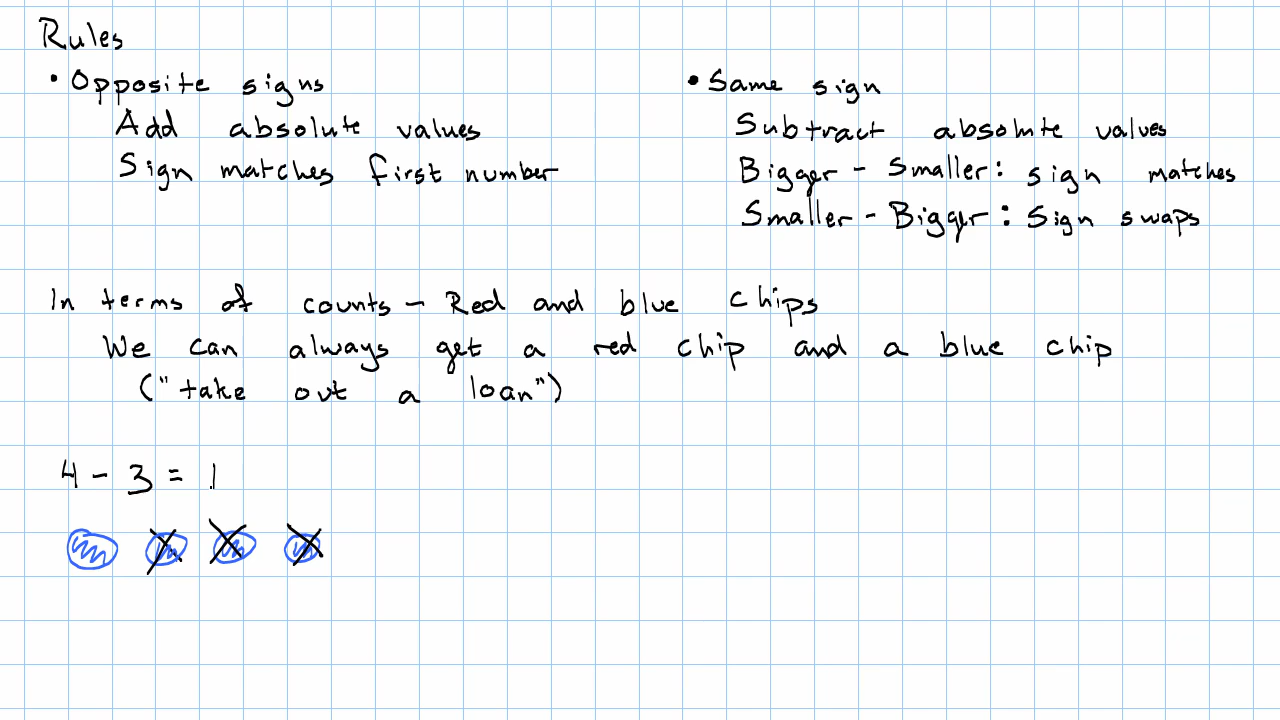 Rules
• Opposite signs
Add absolute values
Sign matches first number
• Same sign
Subtract absolute values
Bigger - Smaller: sign matches
Smaller - Bigger: Sign swaps
In terms of counts - Red and blue chips
We can always get a red chip and a blue chip
("take out a loan")
4 - 3 = 1